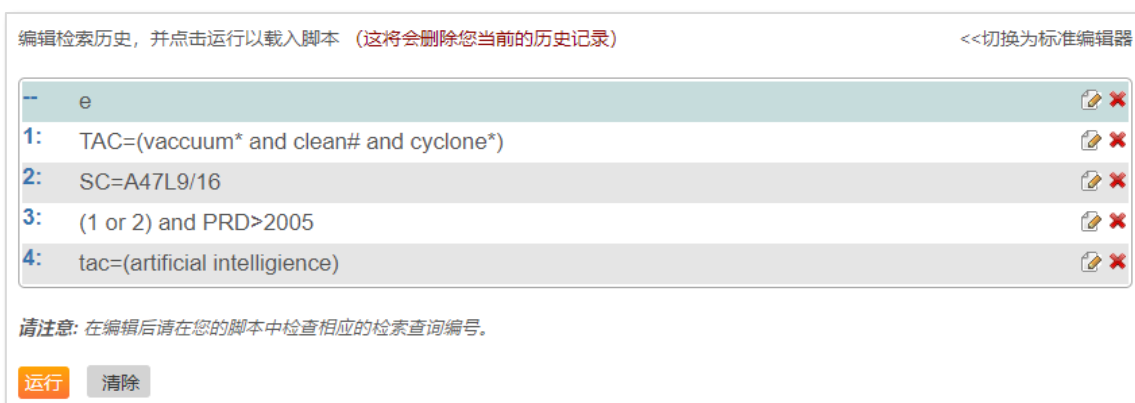 编辑检索历史，并点击运行以载入脚本 （这将会删除您当前的历史记录） <<切换为标准编辑器
-- e
1: TAC=(vaccuum* and clean# and cyclone*)
2: SC=A47L9/16
3: (1 or 2) and PRD>2005
4: tac=(artificial intelligience)
请注意: 在编辑后请在您的脚本中检查相应的检索查询编号。
运行 清除